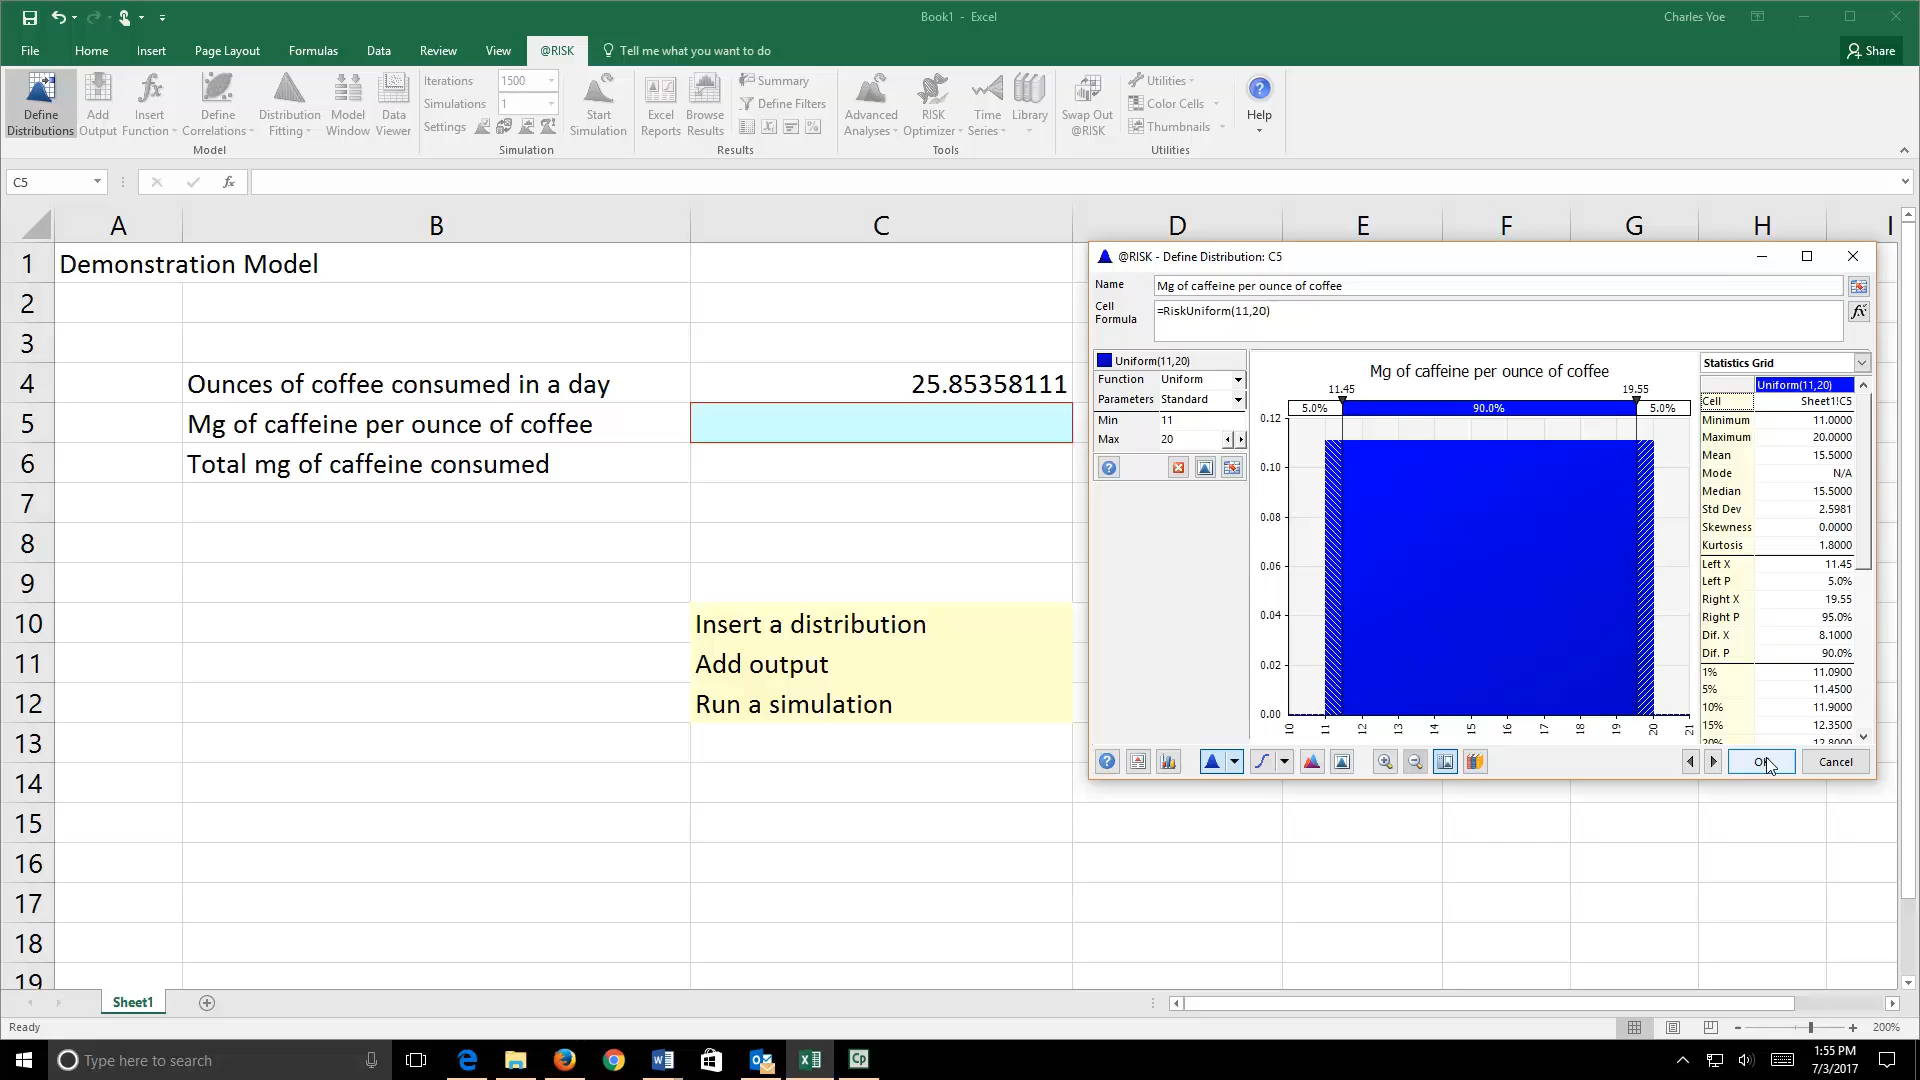 Book1 - Excel
Charles Yoe
File Home Insert Page Layout Formulas Data Review View @RISK Tell me what you want to do Share
Define Distributions
Add Output
Insert Function
Define Correlations
Distribution Fitting
Model Window
Data Viewer
Model
Iterations 1500
Simulations 1
Settings
Start Simulation
Simulation
Excel Reports
Browse Results
Summary
Define Filters
Results
Advanced Analyses
RISK Optimizer
Time Series
Library
Tools
Swap Out @RISK
Utilities
Color Cells
Thumbnails
Utilities
Help
C5
fx
A B C D E F G H I
1 Demonstration Model
2
3
4 Ounces of coffee consumed in a day 25.85358111
5 Mg of caffeine per ounce of coffee
6 Total mg of caffeine consumed
7
8
9
10 Insert a distribution
11 Add output
12 Run a simulation
13
14
15
16
17
18
19
@RISK - Define Distribution: C5
Name Mg of caffeine per ounce of coffee
Cell Formula =RiskUniform(11,20)
fx
Uniform(11,20)
Function Uniform
Parameters Standard
Min 11
Max 20
Mg of caffeine per ounce of coffee
11.45 19.55
5.0% 90.0% 5.0%
0.12
0.10
0.08
0.06
0.04
0.02
0.00
10 11 12 13 14 15 16 17 18 19 20 21
Statistics Grid
Uniform(11,20)
Cell Sheet1!C5
Minimum 11.0000
Maximum 20.0000
Mean 15.5000
Mode N/A
Median 15.5000
Std Dev 2.5981
Skewness 0.0000
Kurtosis 1.8000
Left X 11.45
Left P 5.0%
Right X 19.55
Right P 95.0%
Dif. X 8.1000
Dif. P 90.0%
1% 11.0900
5% 11.4500
10% 11.9000
15% 12.3500
20% 12.8000
OK Cancel
Sheet1
Ready
200%
Type here to search
1:55 PM
7/3/2017